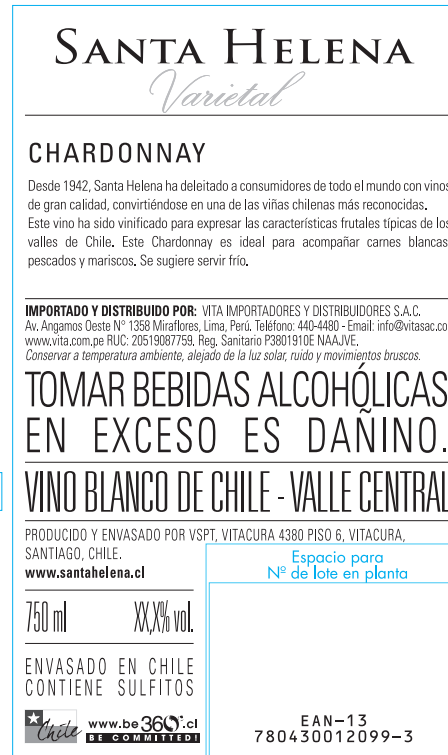 SANTA HELENA
Varietal
CHARDONNAY
Desde 1942, Santa Helena ha deleitado a consumidores de todo el mundo con vinos
de gran calidad, convirtiéndose en una de las viñas chilenas más reconocidas.
Este vino ha sido vinificado para expresar las características frutales típicas de los
valles de Chile. Este Chardonnay es ideal para acompañar carnes blancas
pescados y mariscos. Se sugiere servir frío.
IMPORTADO Y DISTRIBUIDO POR: VITA IMPORTADORES Y DISTRIBUIDORES S.A.C.
Av. Angamos Oeste N° 1358 Miraflores, Lima, Perú. Teléfono: 440-4480 - Email: info@vitasac.co
www.vita.com.pe RUC: 20519087759, Reg. Sanitario P3801910E NAAJVE.
Conservar a temperatura ambiente, alejado de la luz solar, ruido y movimientos bruscos.
TOMAR BEBIDAS ALCOHÓLICAS
EN EXCESO ES DAÑINO.
VINO BLANCO DE CHILE - VALLE CENTRAL
PRODUCIDO Y ENVASADO POR VSPT, VITACURA 4380 PISO 6, VITACURA,
SANTIAGO, CHILE.
www.santahelena.cl
Espacio para
Nº de lote en planta
750 ml XX,X% vol.
ENVASADO EN CHILE
CONTIENE SULFITOS
Chile www.be360°.cl
BE COMMITTED!
EAN-13
780430012099-3